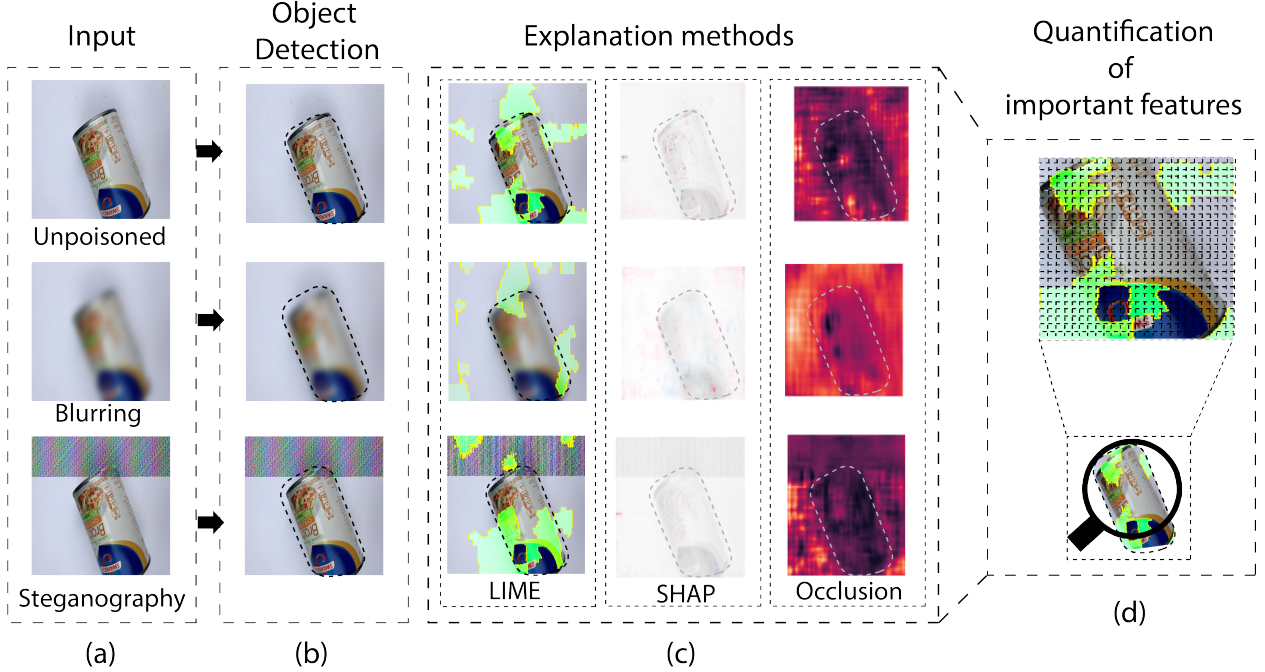 Input
Object
Detection
Explanation methods
Quantification
of
important features
Unpoisoned
Blurring
Steganography
LIME
SHAP
Occlusion
(a)
(b)
(c)
(d)